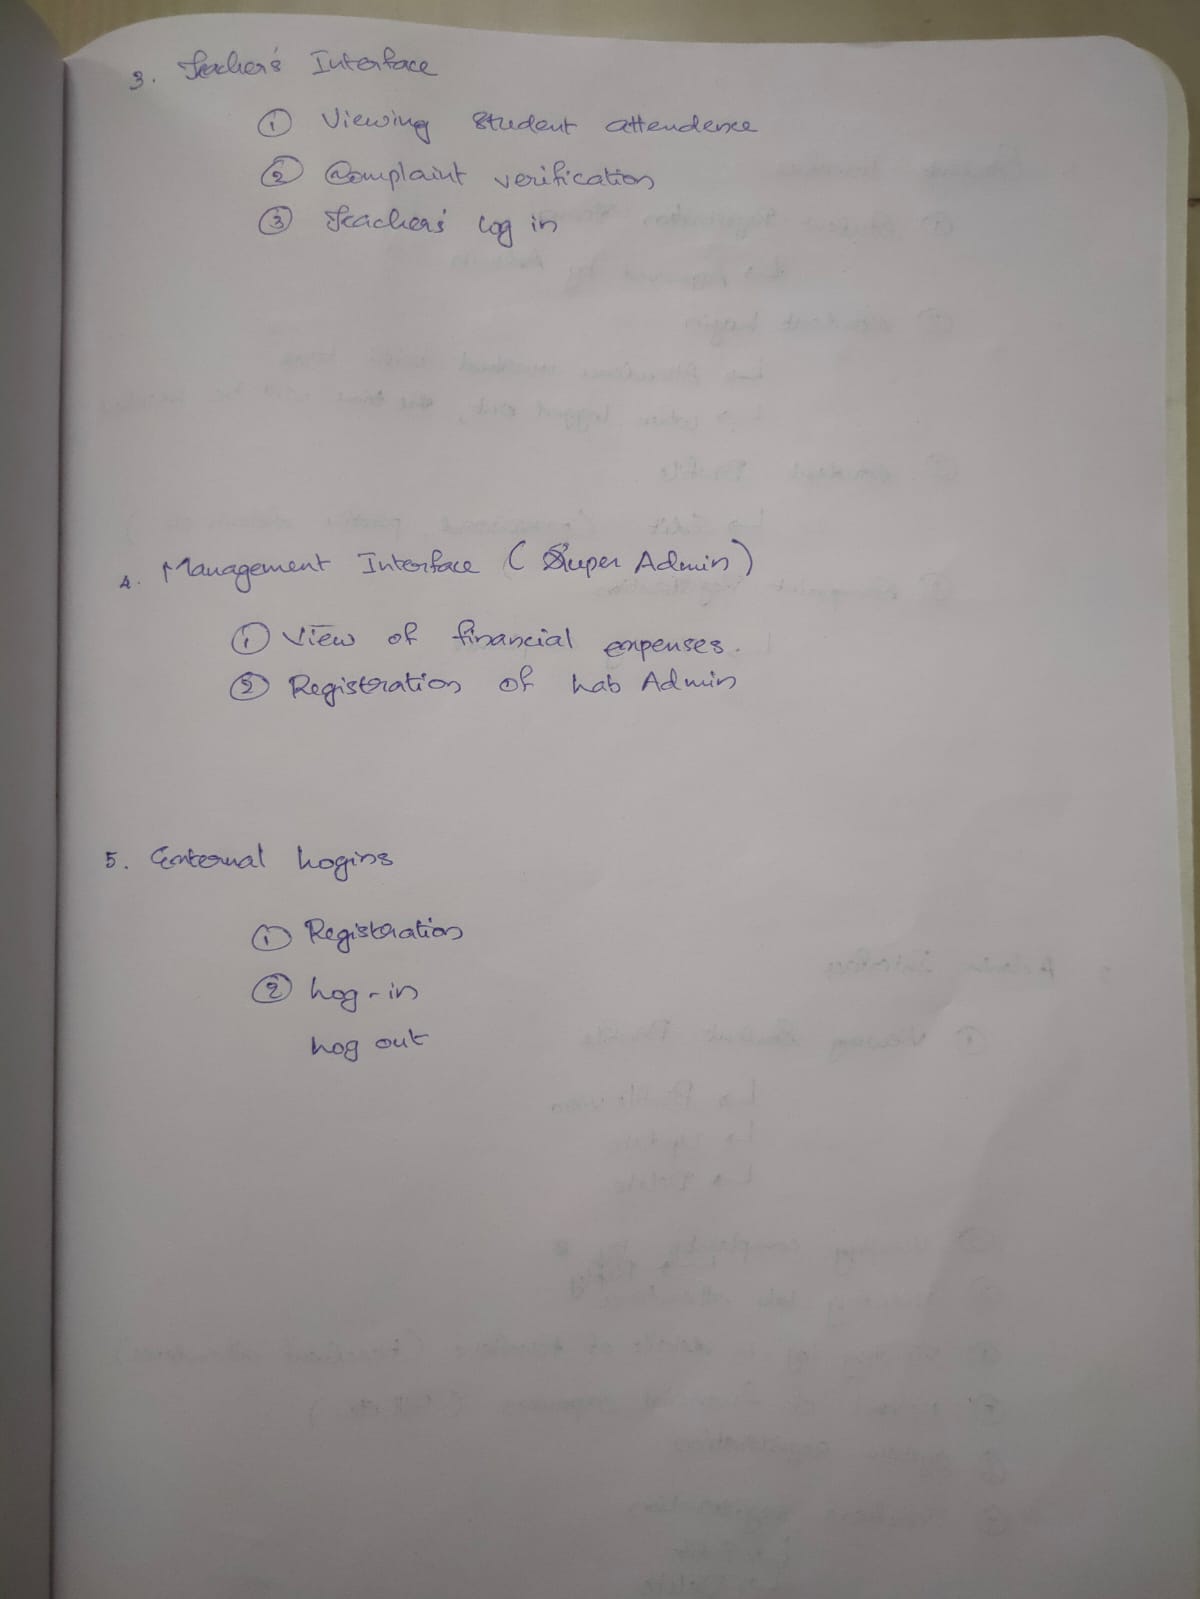 3. Teacher's Interface
① Viewing student attendence
② Complaint verification
③ Teachers' log in
4. Management Interface (Super Admin)
① View of financial expenses.
② Registration of Lab Admin
5. External Logins
① Registration
② Log-in
Log out